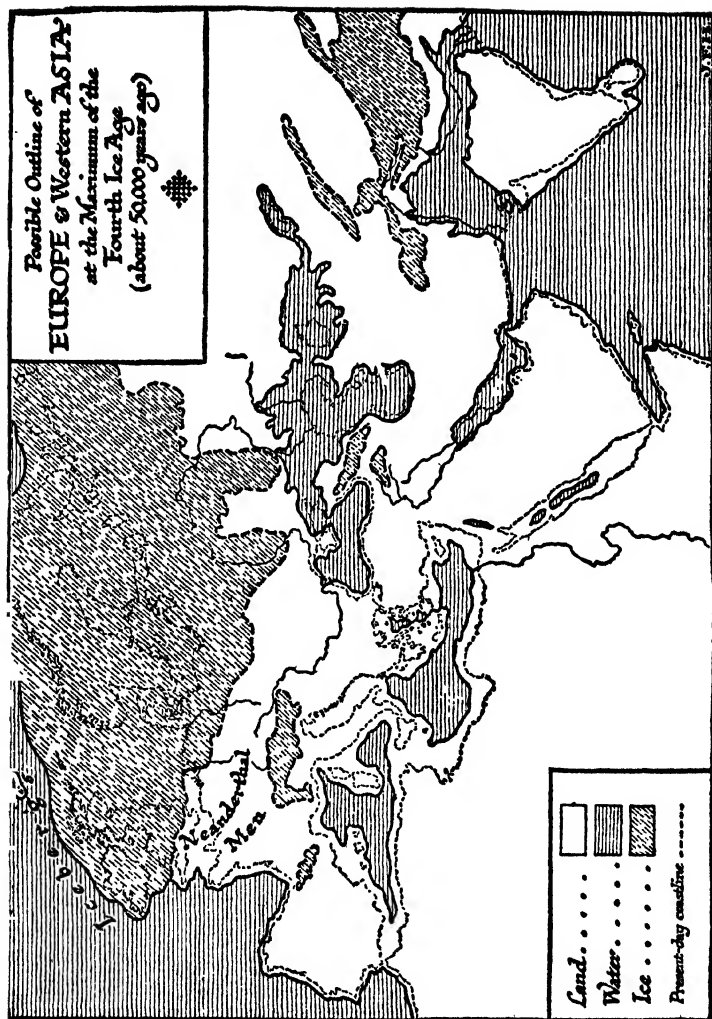 Possible Outline of
EUROPE & Western ASIA
at the Maximum of the
Fourth Ice Age
(about 50,000 years ago)
Icebergs
Neanderthal
Men
Land.....
Water.....
Ice......
Present-day coastline ------